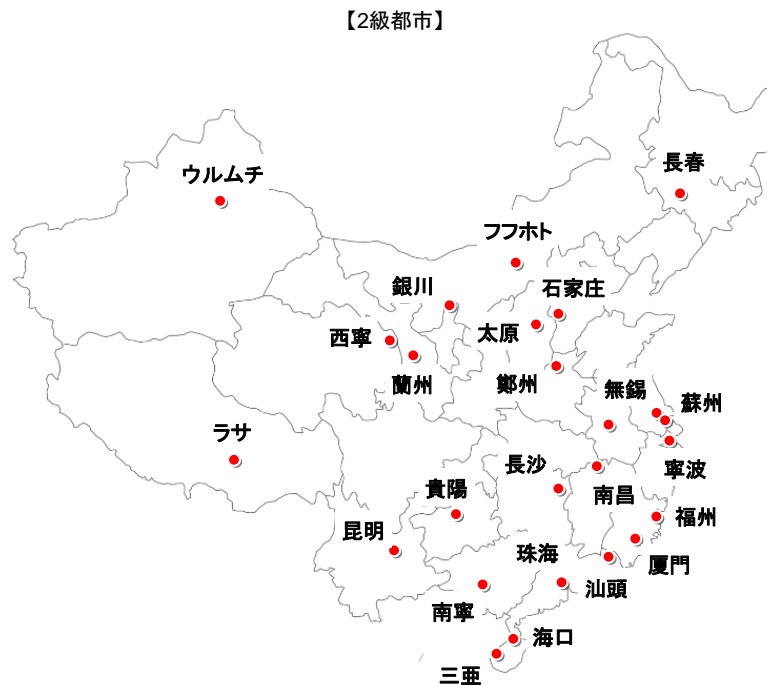 【2級都市】
長春
ウルムチ
フフホト
銀川
石家庄
太原
西寧
蘭州
鄭州
無錫
蘇州
ラサ
長沙
寧波
貴陽
南昌
福州
昆明
珠海
厦門
汕頭
南寧
海口
三亜